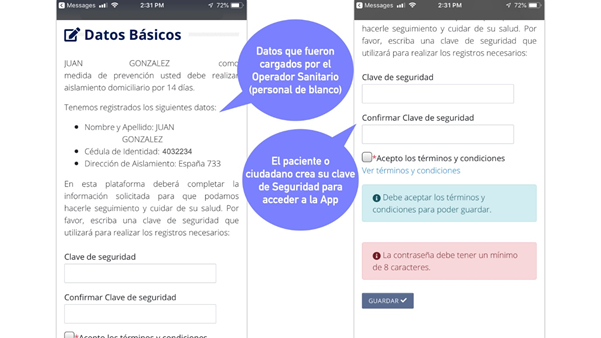 Messages 2:31 PM 72%
Datos Básicos
JUAN GONZALEZ como
medida de prevención usted debe realizar
aislamiento domiciliario por 14 días.
Tenemos registrados los siguientes datos:
Nombre y Apellido: JUAN
GONZALEZ
Cédula de Identidad: 4032234
Dirección de Aislamiento: España 733
En esta plataforma deberá completar la
información solicitada para que podamos
hacerle seguimiento y cuidar de su salud. Por
favor, escriba una clave de seguridad que
utilizará para realizar los registros necesarios:
Clave de seguridad
Confirmar Clave de seguridad
*Acepto los términos y condiciones
Datos que fueron
cargados por el
Operador Sanitario
(personal de blanco)
El paciente o
ciudadano crea su clave
de Seguridad para
acceder a la App
Messages 2:31 PM 72%
hacerle seguimiento y cuidar de su salud. Por
favor, escriba una clave de seguridad que
utilizará para realizar los registros necesarios:
Clave de seguridad
Confirmar Clave de seguridad
*Acepto los términos y condiciones
Ver términos y condiciones
Debe aceptar los términos y
condiciones para poder guardar.
La contraseña debe tener un mínimo
de 8 caracteres.
GUARDAR